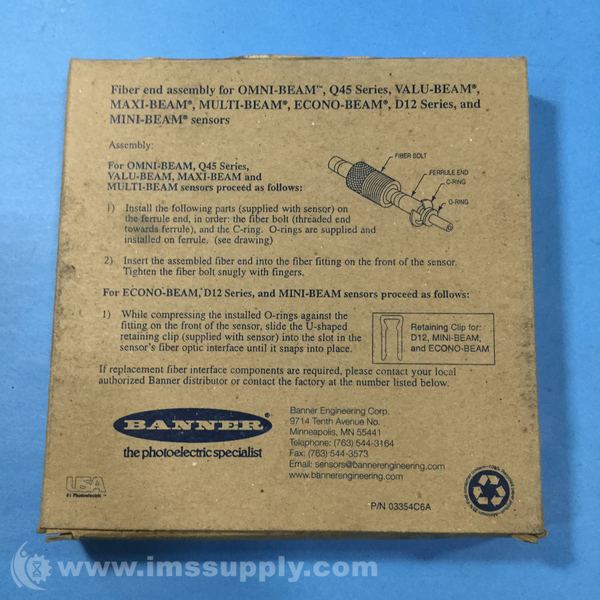 Fiber end assembly for OMNI-BEAM™, Q45 Series, VALU-BEAM®,
MAXI-BEAM®, MULTI-BEAM®, ECONO-BEAM®, D12 Series, and
MINI-BEAM® sensors
Assembly:
For OMNI-BEAM, Q45 Series,
VALU-BEAM, MAXI-BEAM and
MULTI-BEAM sensors proceed as follows:
FIBER BOLT
FERRULE END
C-RING
O-RING
1) Install the following parts (supplied with sensor) on
the ferrule end, in order: the fiber bolt (threaded end
towards ferrule), and the C-ring. O-rings are supplied and
installed on ferrule. (see drawing)
2) Insert the assembled fiber end into the fiber fitting on the front of the sensor.
Tighten the fiber bolt snugly with fingers.
For ECONO-BEAM, D12 Series, and MINI-BEAM sensors proceed as follows:
1) While compressing the installed O-rings against the
fitting on the front of sensor, slide the U-shaped
retaining clip (supplied with sensor) into the slot in the
sensor's fiber optic interface until it snaps into place.
Retaining Clip for:
D12, MINI-BEAM,
and ECONO-BEAM
If replacement fiber interface components are required, please contact your local
authorized Banner distributor or contact the factory at the number listed below.
BANNER
the photoelectric specialist
Banner Engineering Corp.
9714 Tenth Avenue No.
Minneapolis, MN 55441
Telephone: (763) 544-3164
Fax: (763) 544-3573
Email: sensors@bannerengineering.com
www.bannerengineering.com
USA
#1 Photoelectric™
P/N 03354C6A
www.imssupply.com